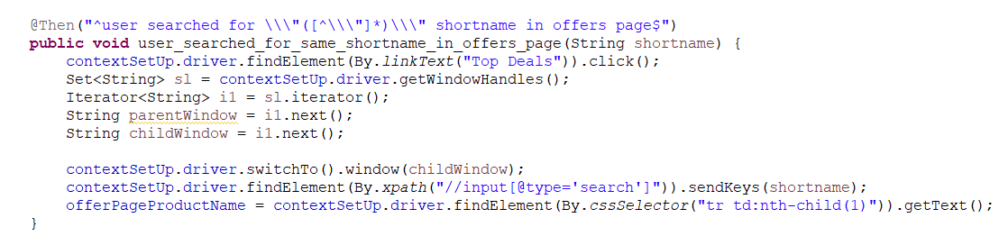 @Then("^user searched for \\\"([^\\\"]*)\\\" shortname in offers page$")
public void user_searched_for_same_shortname_in_offers_page(String shortname) {
    contextSetUp.driver.findElement(By.linkText("Top Deals")).click();
    Set<String> sl = contextSetUp.driver.getWindowHandles();
    Iterator<String> i1 = sl.iterator();
    String parentWindow = i1.next();
    String childWindow = i1.next();

    contextSetUp.driver.switchTo().window(childWindow);
    contextSetUp.driver.findElement(By.xpath("//input[@type='search']")).sendKeys(shortname);
    offerPageProductName = contextSetUp.driver.findElement(By.cssSelector("tr td:nth-child(1)")).getText();
}